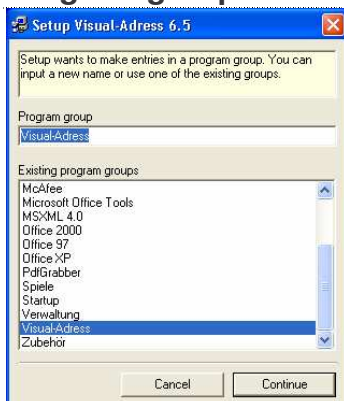 Setup Visual-Adress 6.5
Setup wants to make entries in a program group. You can
input a new name or use one of the existing groups.
Program group
Visual-Adress
Existing program groups
McAfee
Microsoft Office Tools
MSXML 4.0
Office 2000
Office 97
Office XP
PdfGrabber
Spiele
Startup
Verwaltung
Visual-Adress
Zubehör
Cancel
Continue